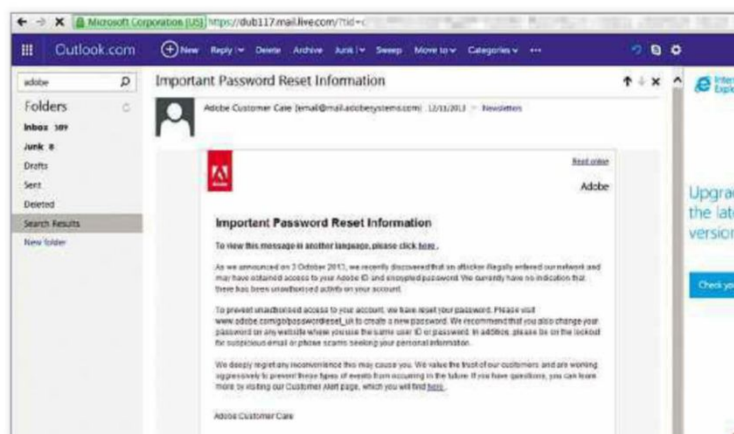 Microsoft Corporation [US] https://dub117.mail.live.com/?tid=
Outlook.com
New Reply Delete Archive Junk Sweep Move to Categories ...
adobe
Important Password Reset Information
Folders
Adobe Customer Care (email@mail.adobesystems.com) 12/11/2013 Newsletters
Inbox 389
Junk 8
Drafts
Sent
Deleted
Search Results
New folder
Adobe
Read online
Adobe
Important Password Reset Information
To view this message in another language, please click here.
As we announced on 3 October 2013, we recently discovered that an attacker illegally entered our network and
may have obtained access to your Adobe ID and encrypted password. We currently have no indication that
there has been unauthorised activity on your account.
To prevent unauthorised access to your account, we have reset your password. Please visit
www.adobe.com/go/passwordreset_uk to create a new password. We recommend that you also change your
password on any website where you use the same user ID or password. In addition, please be on the lookout
for suspicious email or phone scams seeking your personal information.
We deeply regret any inconvenience this may cause you. We value the trust of our customers and are working
aggressively to prevent these types of events from occurring in the future. If you have questions, you can learn
more by visiting our Customer Alert page, which you will find here.
Adobe Customer Care
Inter
Explo
Upgrad
the late
version
Check yo